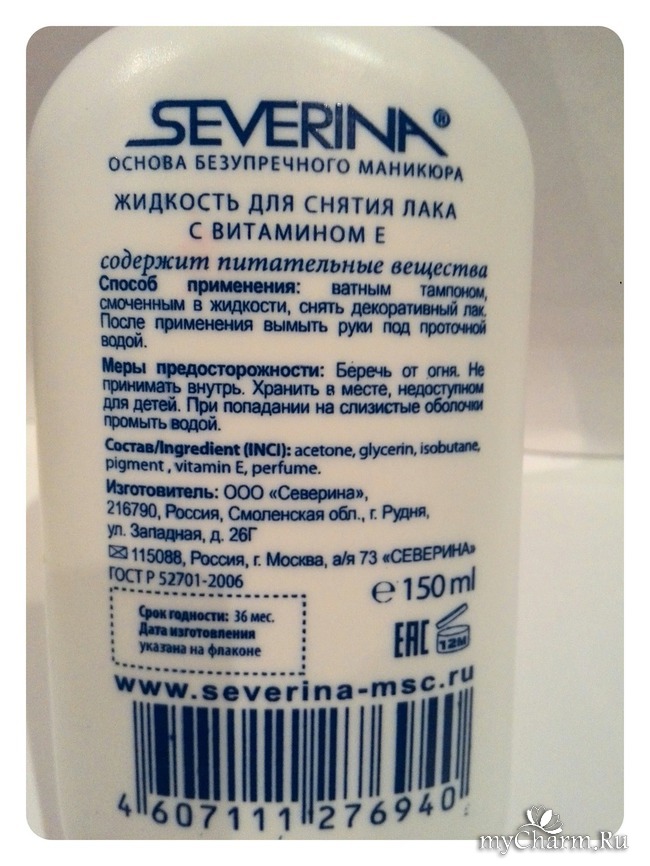 SEVERINA®
ОСНОВА БЕЗУПРЕЧНОГО МАНИКЮРА
ЖИДКОСТЬ ДЛЯ СНЯТИЯ ЛАКА
С ВИТАМИНОМ Е
содержит питательные вещества
Способ применения: ватным тампоном,
смоченным в жидкости, снять декоративный лак.
После применения вымыть руки под проточной
водой.
Меры предосторожности: Беречь от огня. Не
принимать внутрь. Хранить в месте, недоступном
для детей. При попадании на слизистые оболочки
промыть водой.
Состав/Ingredient (INCI): acetone, glycerin, isobutane,
pigment , vitamin E, perfume.
Изготовитель: ООО «Северина»,
216790, Россия, Смоленская обл., г. Рудня,
ул. Западная, д. 26Г
115088, Россия, г. Москва, а/я 73 «СЕВЕРИНА»
ГОСТ Р 52701-2006
℮ 150 ml
Срок годности: 36 мес.
Дата изготовления
указана на флаконе
EAC
12M
www.severina-msc.ru
4 607111 276940
myCharm.Ru